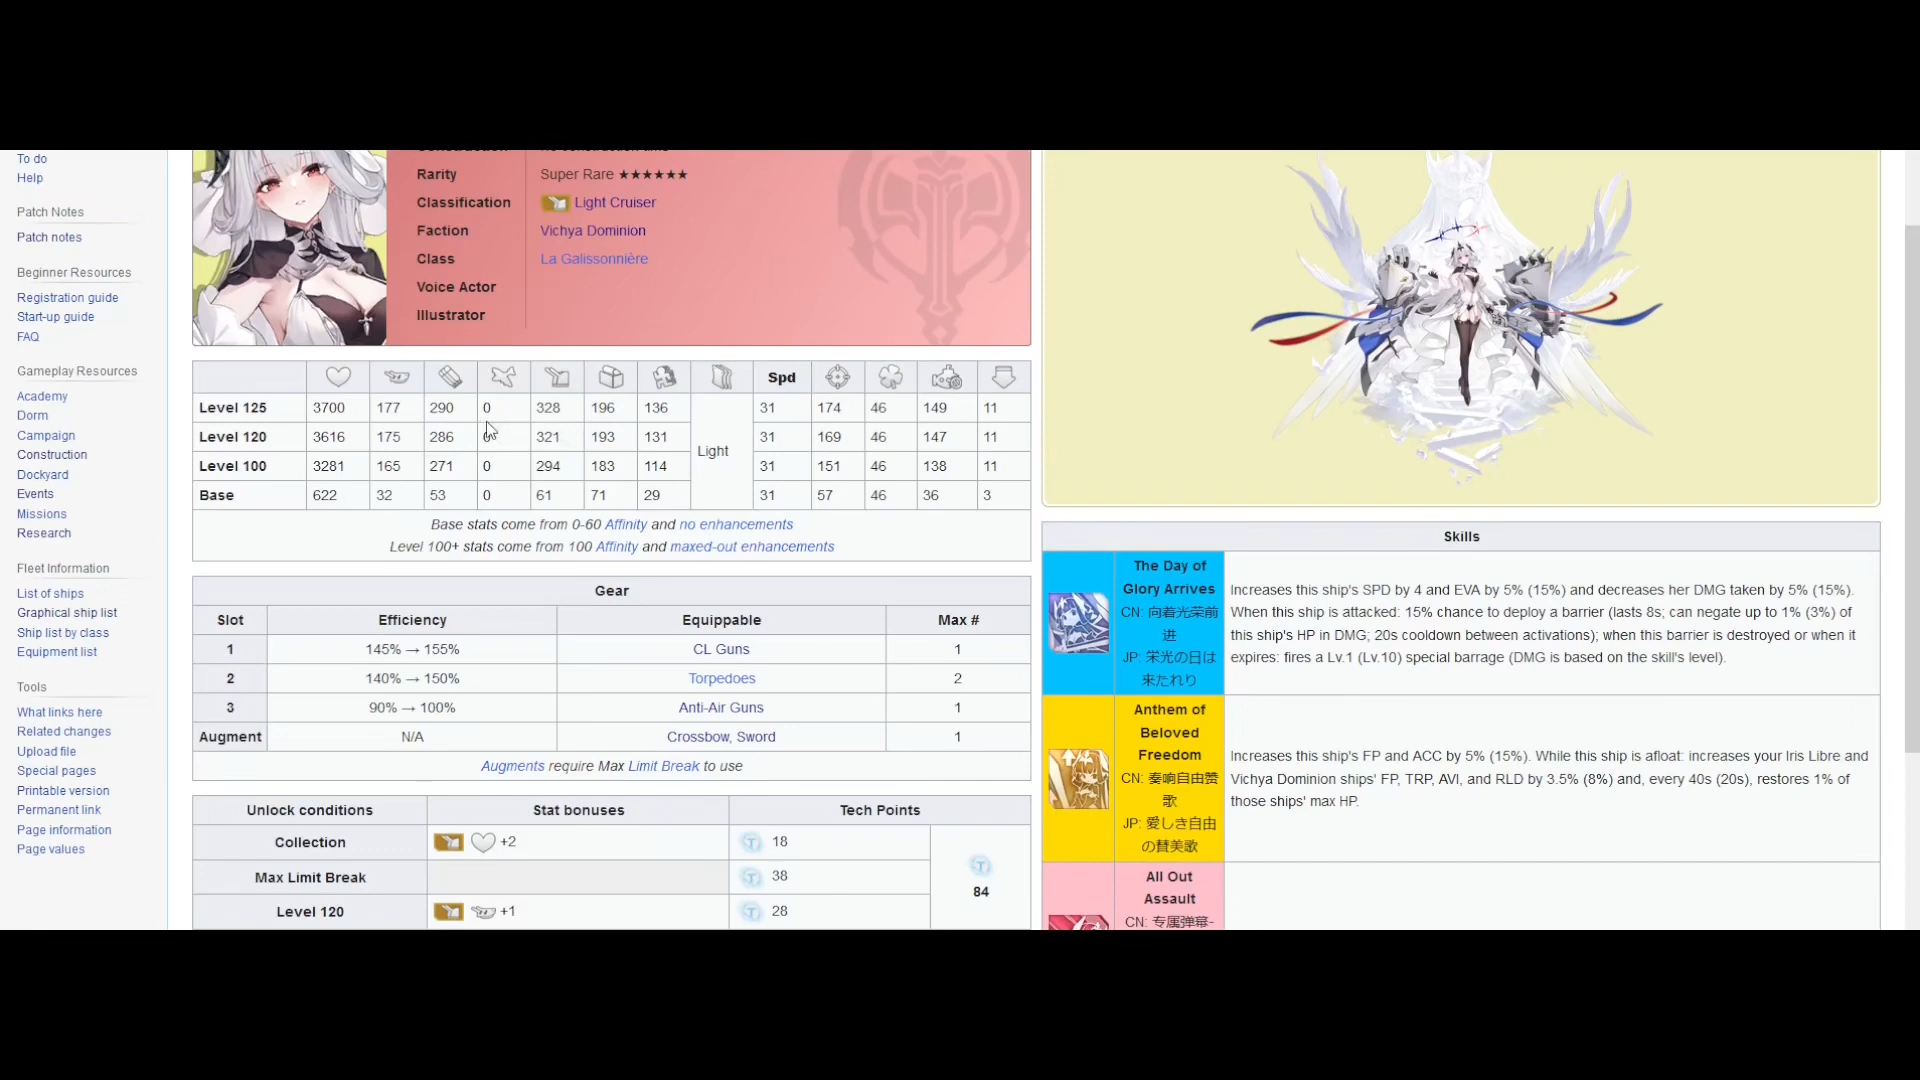 To do
Help
Patch Notes
Patch notes
Beginner Resources
Registration guide
Start-up guide
FAQ
Gameplay Resources
Academy
Dorm
Campaign
Construction
Dockyard
Events
Missions
Research
Fleet Information
List of ships
Graphical ship list
Ship list by class
Equipment list
Tools
What links here
Related changes
Upload file
Special pages
Printable version
Permanent link
Page information
Page values
Rarity Super Rare ★★★★★★
Classification Light Cruiser
Faction Vichya Dominion
Class La Galissonnière
Voice Actor
Illustrator
Spd
Level 125 3700 177 290 0 328 196 136 31 174 46 149 11
Level 120 3616 175 286 321 193 131 31 169 46 147 11
Light
Level 100 3281 165 271 0 294 183 114 31 151 46 138 11
Base 622 32 53 0 61 71 29 31 57 46 36 3
Base stats come from 0-60 Affinity and no enhancements
Level 100+ stats come from 100 Affinity and maxed-out enhancements
Gear
Slot Efficiency Equippable Max #
1 145% → 155% CL Guns 1
2 140% → 150% Torpedoes 2
3 90% → 100% Anti-Air Guns 1
Augment N/A Crossbow, Sword 1
Augments require Max Limit Break to use
Unlock conditions Stat bonuses Tech Points
Collection +2 18
Max Limit Break 38
84
Level 120 +1 28
Skills
The Day of
Glory Arrives
CN: 向着光荣前
进
JP: 栄光の日は
来たれり
Increases this ship's SPD by 4 and EVA by 5% (15%) and decreases her DMG taken by 5% (15%).
When this ship is attacked: 15% chance to deploy a barrier (lasts 8s; can negate up to 1% (3%) of
this ship's HP in DMG; 20s cooldown between activations); when this barrier is destroyed or when it
expires: fires a Lv.1 (Lv.10) special barrage (DMG is based on the skill's level).
Anthem of
Beloved
Freedom
CN: 奏响自由赞
歌
JP: 愛しき自由
の賛美歌
Increases this ship's FP and ACC by 5% (15%). While this ship is afloat: increases your Iris Libre and
Vichya Dominion ships' FP, TRP, AVI, and RLD by 3.5% (8%) and, every 40s (20s), restores 1% of
those ships' max HP.
All Out
Assault
CN: 专属弹幕-